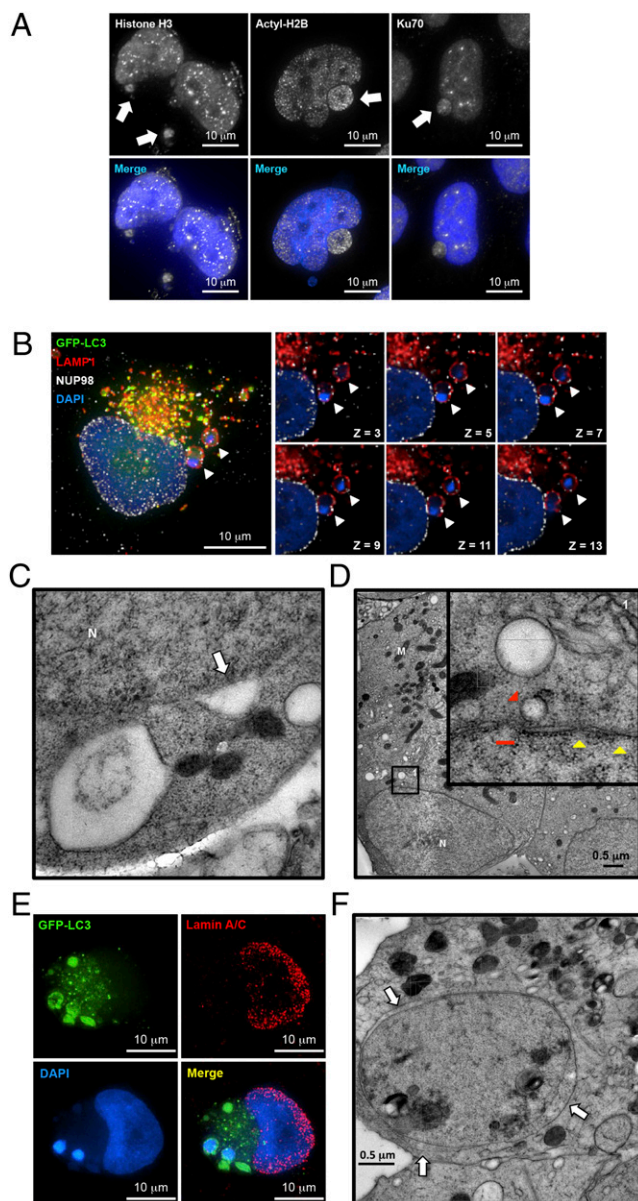 A
Histone H3 Actyl-H2B Ku70
10 µm 10 µm 10 µm
Merge Merge Merge
10 µm 10 µm 10 µm
B
GFP-LC3
LAMP1
NUP98
DAPI
10 µm
Z = 3 Z = 5 Z = 7
Z = 9 Z = 11 Z = 13
C
N
D
1
M
N
0.5 µm
E
GFP-LC3 Lamin A/C
10 µm 10 µm
DAPI Merge
10 µm 10 µm
F
0.5 µm